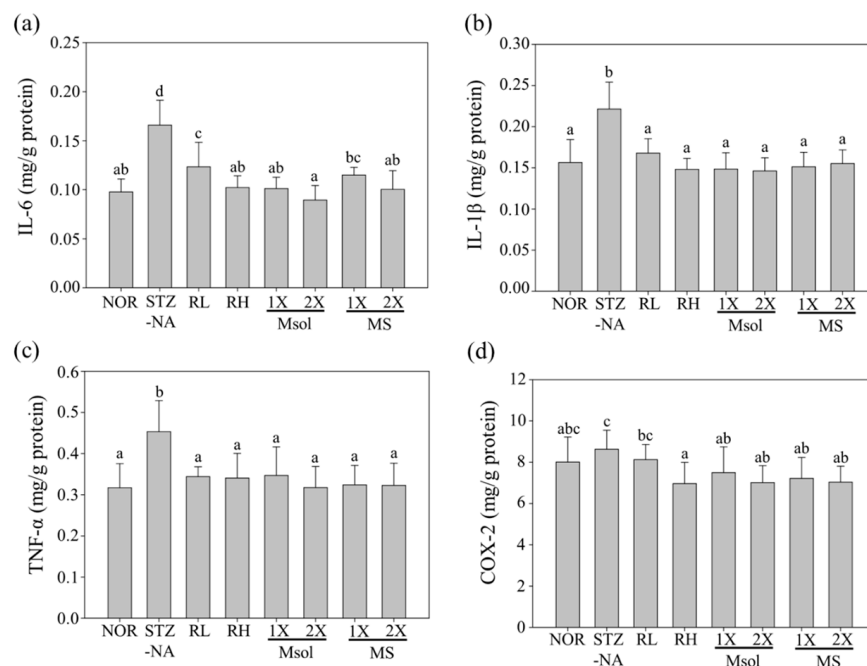 (a)
IL-6 (mg/g protein)
0.20
0.15
0.10
0.05
0.00
ab
d
c
ab
ab
a
bc
ab
NOR STZ RL RH 1X 2X 1X 2X
-NA Msol MS
(b)
IL-1β (mg/g protein)
0.30
0.25
0.20
0.15
0.10
0.05
0.00
a
b
a
a
a
a
a
a
NOR STZ RL RH 1X 2X 1X 2X
-NA Msol MS
(c)
TNF-α (mg/g protein)
0.6
0.5
0.4
0.3
0.2
0.1
0.0
a
b
a
a
a
a
a
a
NOR STZ RL RH 1X 2X 1X 2X
-NA Msol MS
(d)
COX-2 (mg/g protein)
12
10
8
6
4
2
0
abc
c
bc
a
ab
ab
ab
ab
NOR STZ RL RH 1X 2X 1X 2X
-NA Msol MS